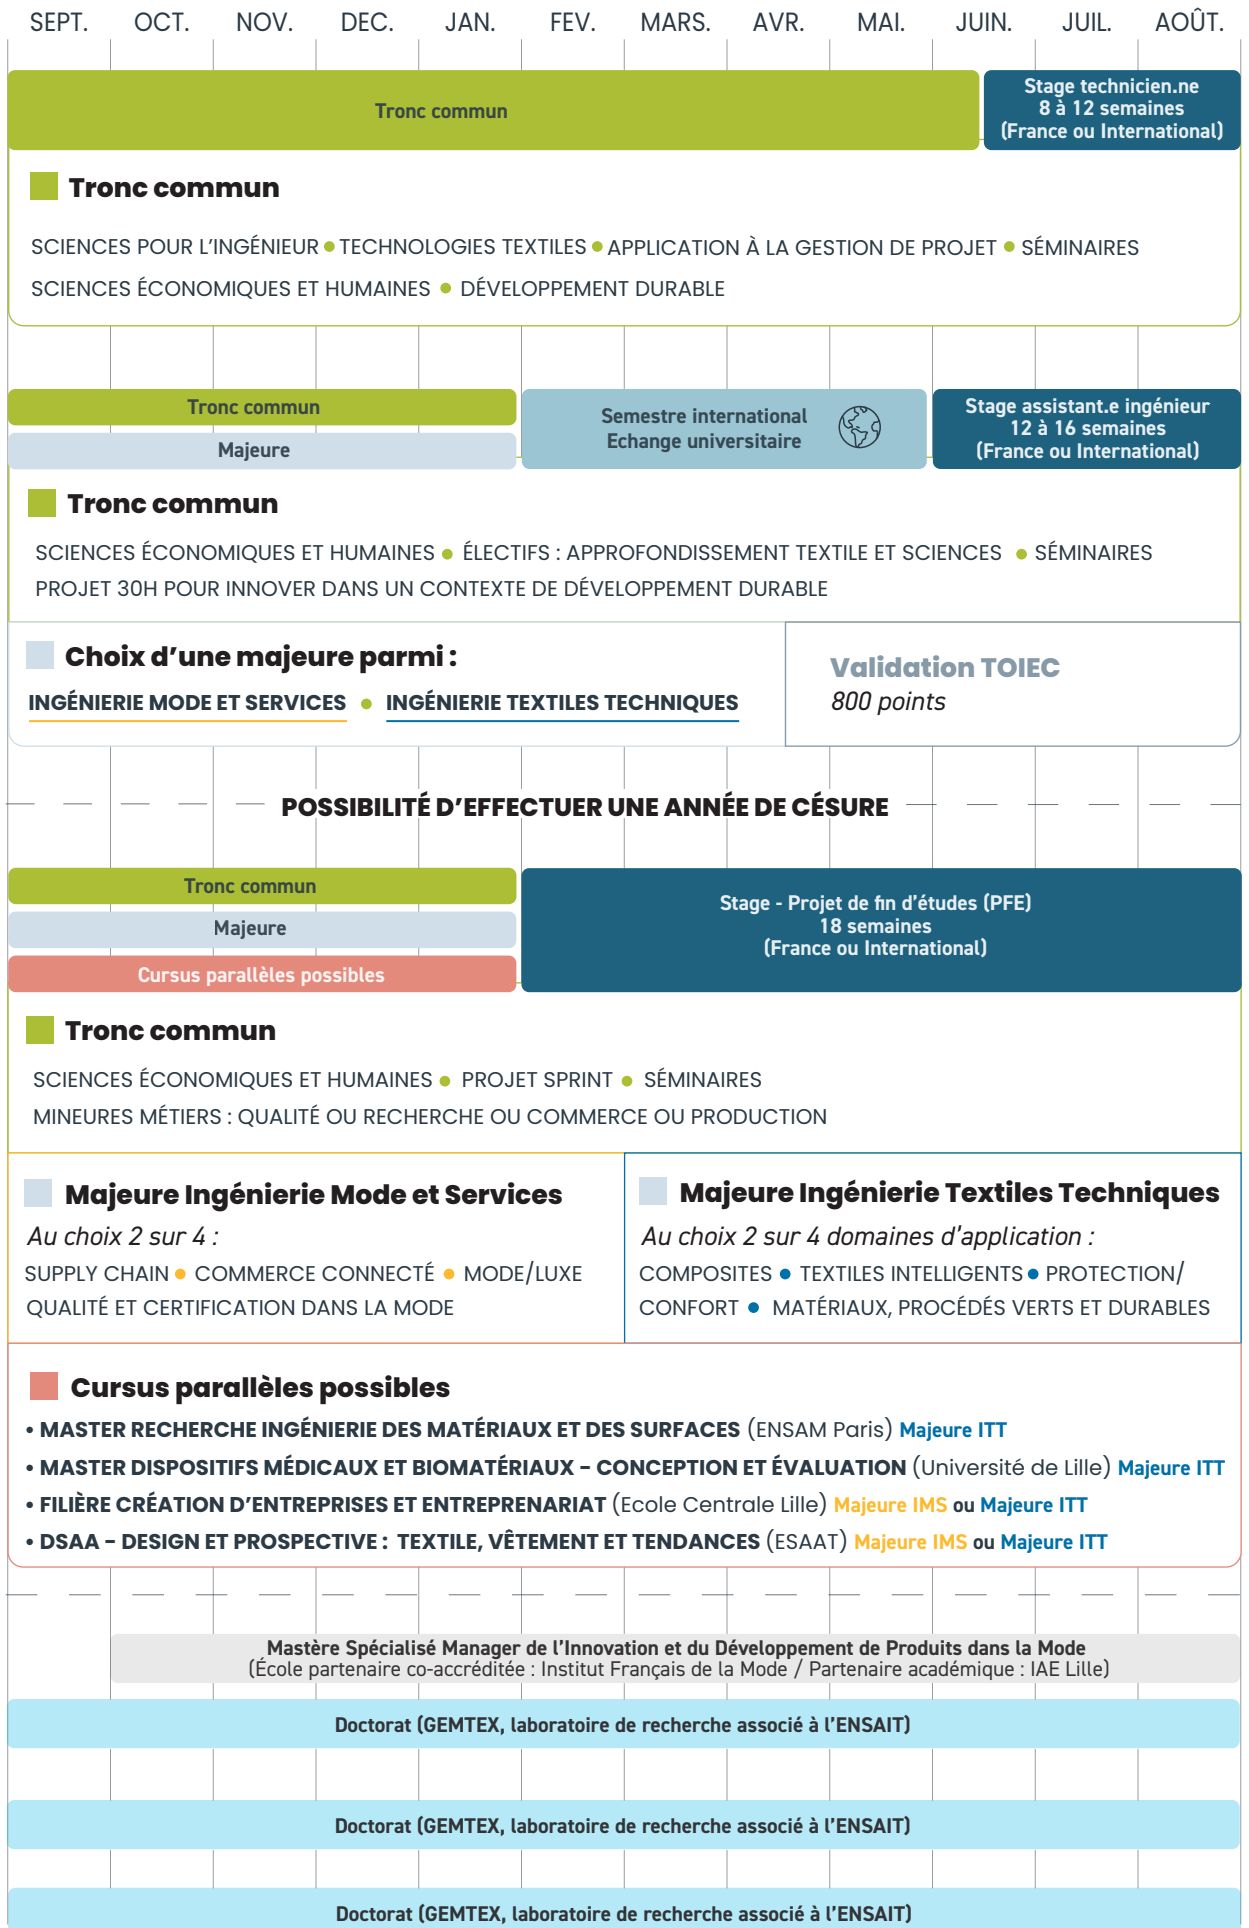 SEPT. OCT. NOV. DEC. JAN. FEV. MARS. AVR. MAI. JUIN. JUIL. AOÛT.
Tronc commun
Stage technicien.ne
8 à 12 semaines
(France ou International)
Tronc commun
SCIENCES POUR L'INGÉNIEUR • TECHNOLOGIES TEXTILES • APPLICATION À LA GESTION DE PROJET • SÉMINAIRES
SCIENCES ÉCONOMIQUES ET HUMAINES • DÉVELOPPEMENT DURABLE
Tronc commun
Majeure
Semestre international
Echange universitaire
Stage assistant.e ingénieur
12 à 16 semaines
(France ou International)
Tronc commun
SCIENCES ÉCONOMIQUES ET HUMAINES • ÉLECTIFS : APPROFONDISSEMENT TEXTILE ET SCIENCES • SÉMINAIRES
PROJET 30H POUR INNOVER DANS UN CONTEXTE DE DÉVELOPPEMENT DURABLE
Choix d'une majeure parmi :
INGÉNIERIE MODE ET SERVICES • INGÉNIERIE TEXTILES TECHNIQUES
Validation TOIEC
800 points
POSSIBILITÉ D'EFFECTUER UNE ANNÉE DE CÉSURE
Tronc commun
Majeure
Cursus parallèles possibles
Stage - Projet de fin d'études (PFE)
18 semaines
(France ou International)
Tronc commun
SCIENCES ÉCONOMIQUES ET HUMAINES • PROJET SPRINT • SÉMINAIRES
MINEURES MÉTIERS : QUALITÉ OU RECHERCHE OU COMMERCE OU PRODUCTION
Majeure Ingénierie Mode et Services
Au choix 2 sur 4 :
SUPPLY CHAIN • COMMERCE CONNECTÉ • MODE/LUXE
QUALITÉ ET CERTIFICATION DANS LA MODE
Majeure Ingénierie Textiles Techniques
Au choix 2 sur 4 domaines d'application :
COMPOSITES • TEXTILES INTELLIGENTS • PROTECTION/
CONFORT • MATÉRIAUX, PROCÉDÉS VERTS ET DURABLES
Cursus parallèles possibles
• MASTER RECHERCHE INGÉNIERIE DES MATÉRIAUX ET DES SURFACES (ENSAM Paris) Majeure ITT
• MASTER DISPOSITIFS MÉDICAUX ET BIOMATÉRIAUX – CONCEPTION ET ÉVALUATION (Université de Lille) Majeure ITT
• FILIÈRE CRÉATION D'ENTREPRISES ET ENTREPRENARIAT (Ecole Centrale Lille) Majeure IMS ou Majeure ITT
• DSAA – DESIGN ET PROSPECTIVE : TEXTILE, VÊTEMENT ET TENDANCES (ESAAT) Majeure IMS ou Majeure ITT
Mastère Spécialisé Manager de l'Innovation et du Développement de Produits dans la Mode
(École partenaire co-accréditée : Institut Français de la Mode / Partenaire académique : IAE Lille)
Doctorat (GEMTEX, laboratoire de recherche associé à l'ENSAIT)
Doctorat (GEMTEX, laboratoire de recherche associé à l'ENSAIT)
Doctorat (GEMTEX, laboratoire de recherche associé à l'ENSAIT)